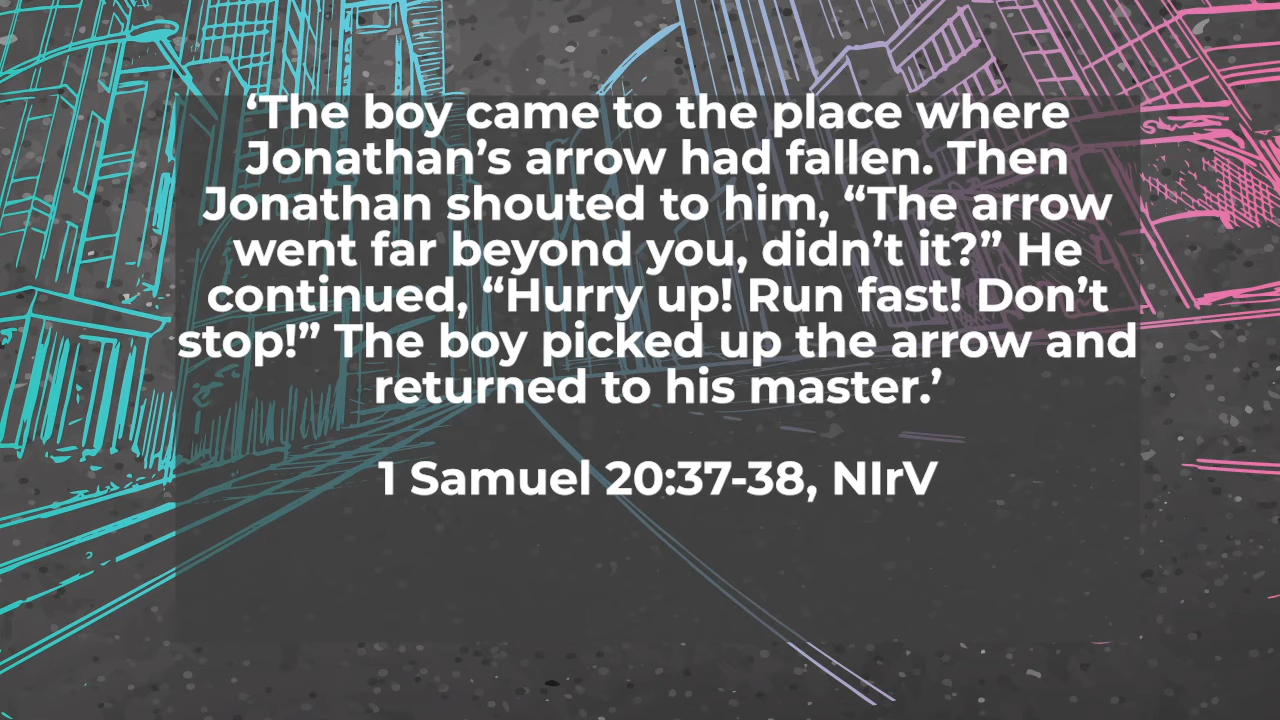 ‘The boy came to the place where
Jonathan’s arrow had fallen. Then
Jonathan shouted to him, “The arrow
went far beyond you, didn’t it?” He
continued, “Hurry up! Run fast! Don’t
stop!” The boy picked up the arrow and
returned to his master.’
1 Samuel 20:37-38, NIrV